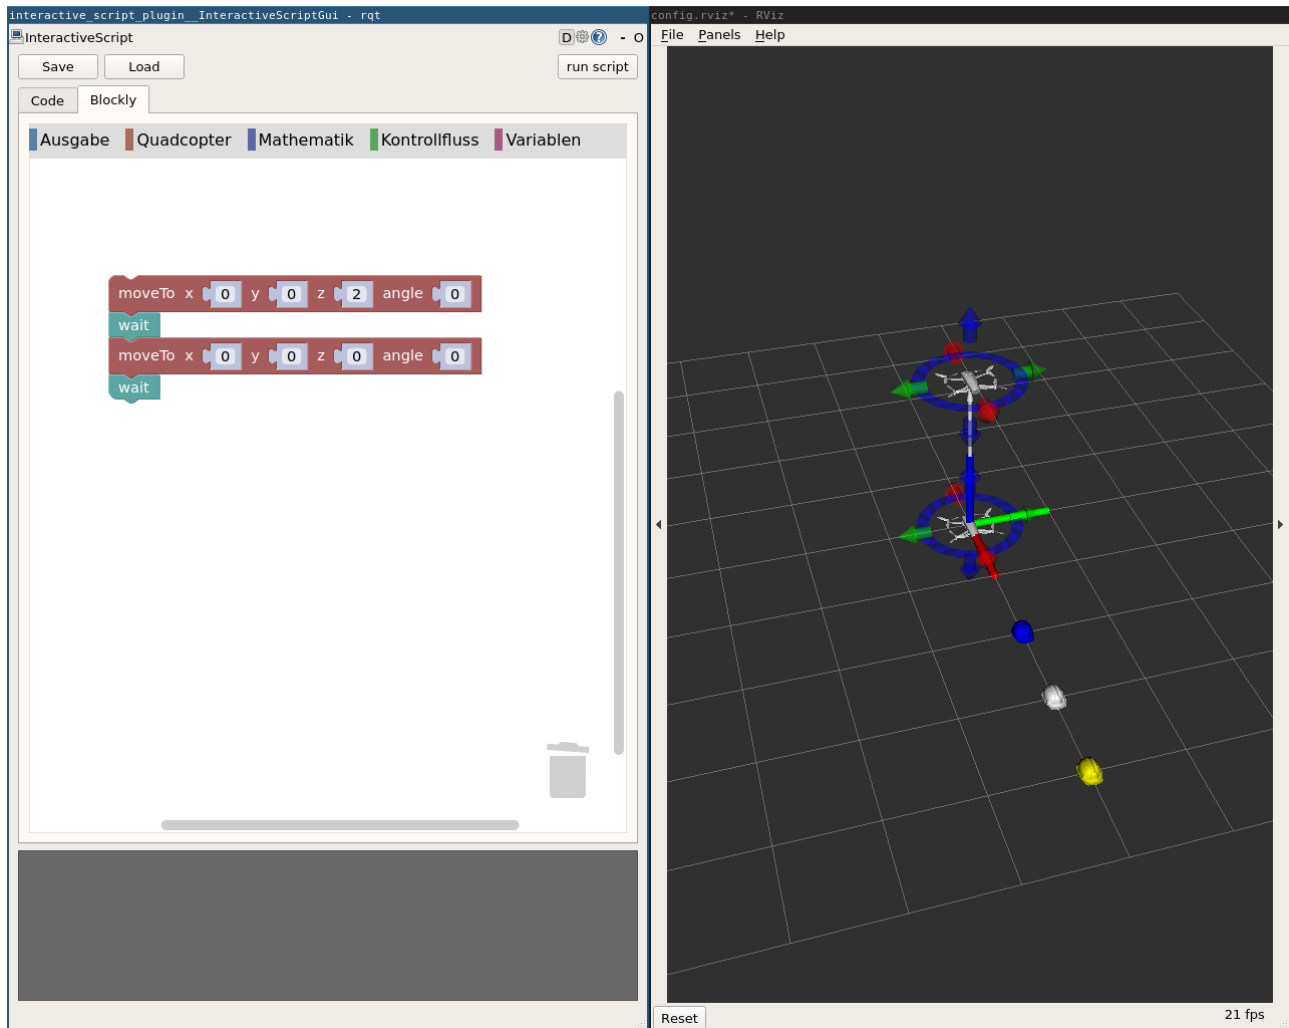 interactive_script_plugin__InteractiveScriptGui - rqt
InteractiveScript D ? - O
Save Load run script
Code Blockly
Ausgabe Quadcopter Mathematik Kontrollfluss Variablen
moveTo x 0 y 0 z 2 angle 0
wait
moveTo x 0 y 0 z 0 angle 0
wait
config.rviz* - RViz
File Panels Help
Reset 21 fps